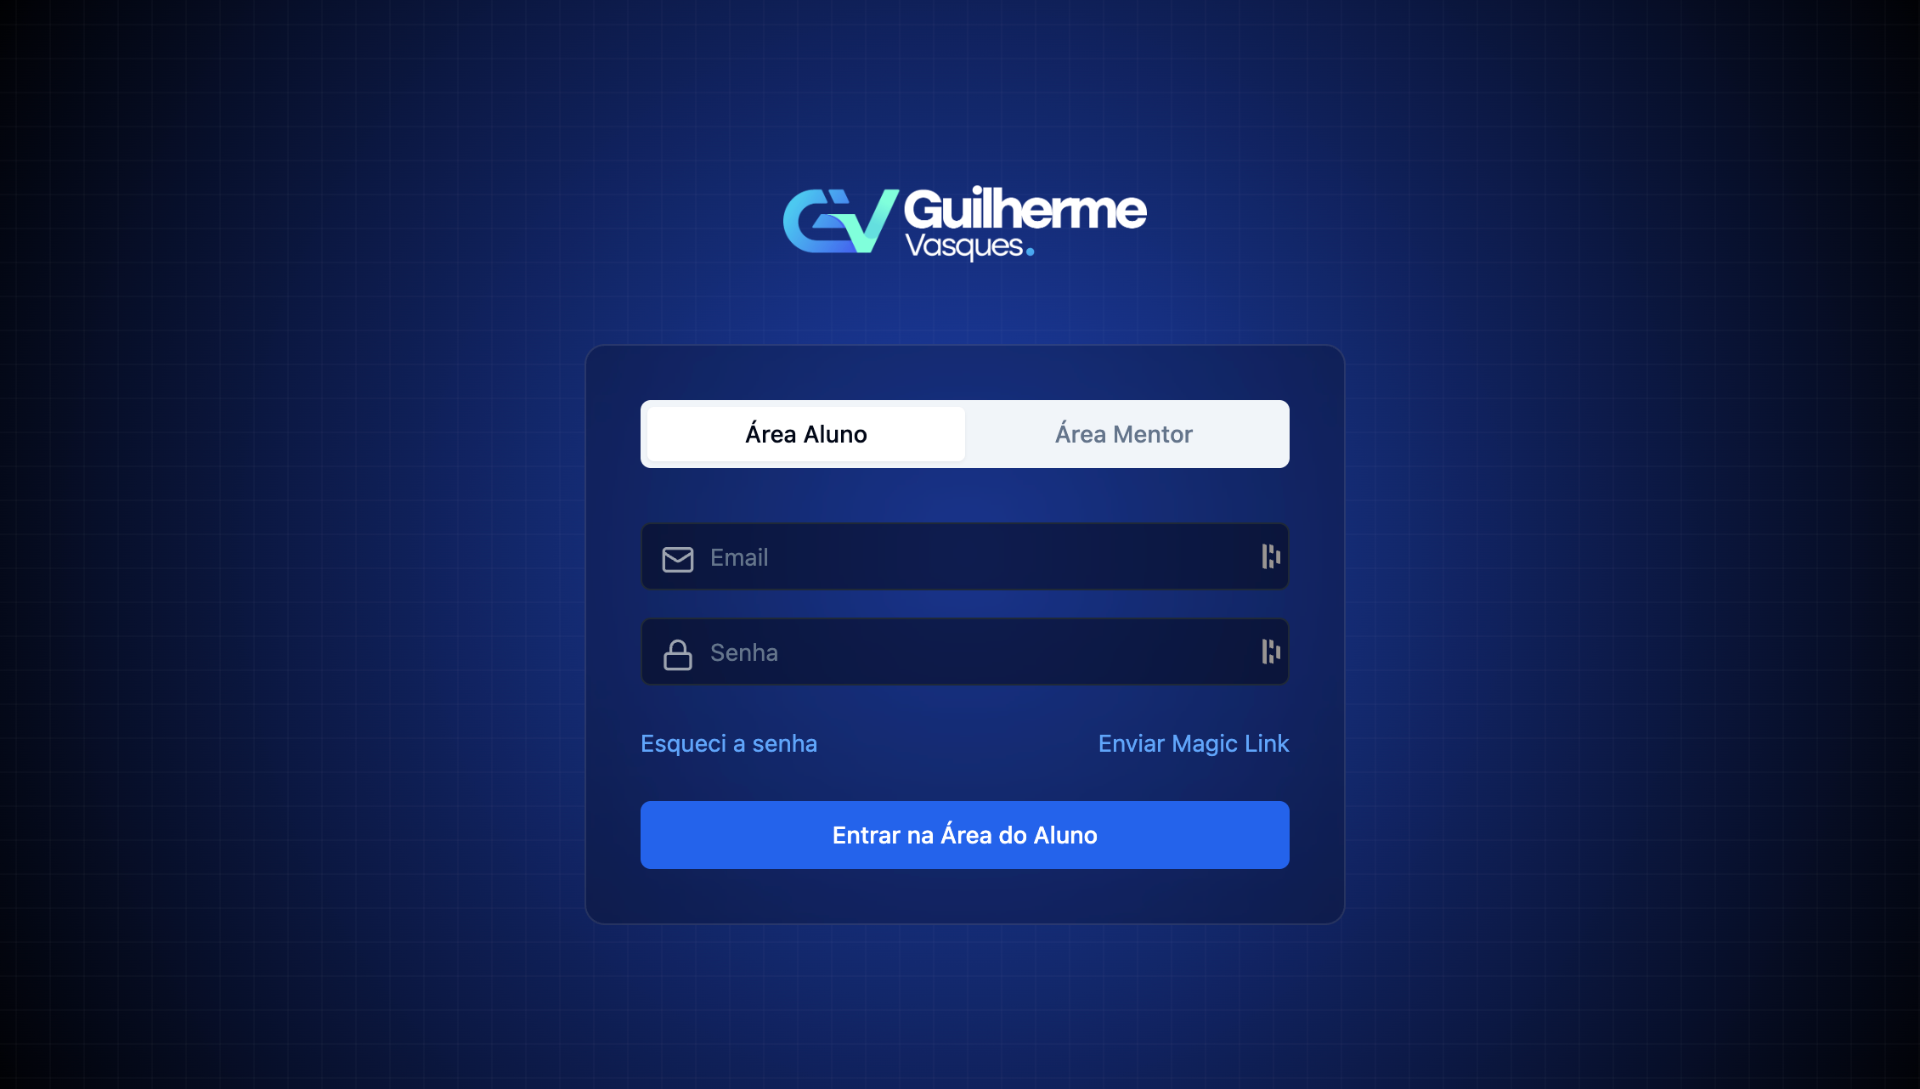 GV Guilherme
Vasques.
Área Aluno
Área Mentor
Email
Senha
Esqueci a senha
Enviar Magic Link
Entrar na Área do Aluno